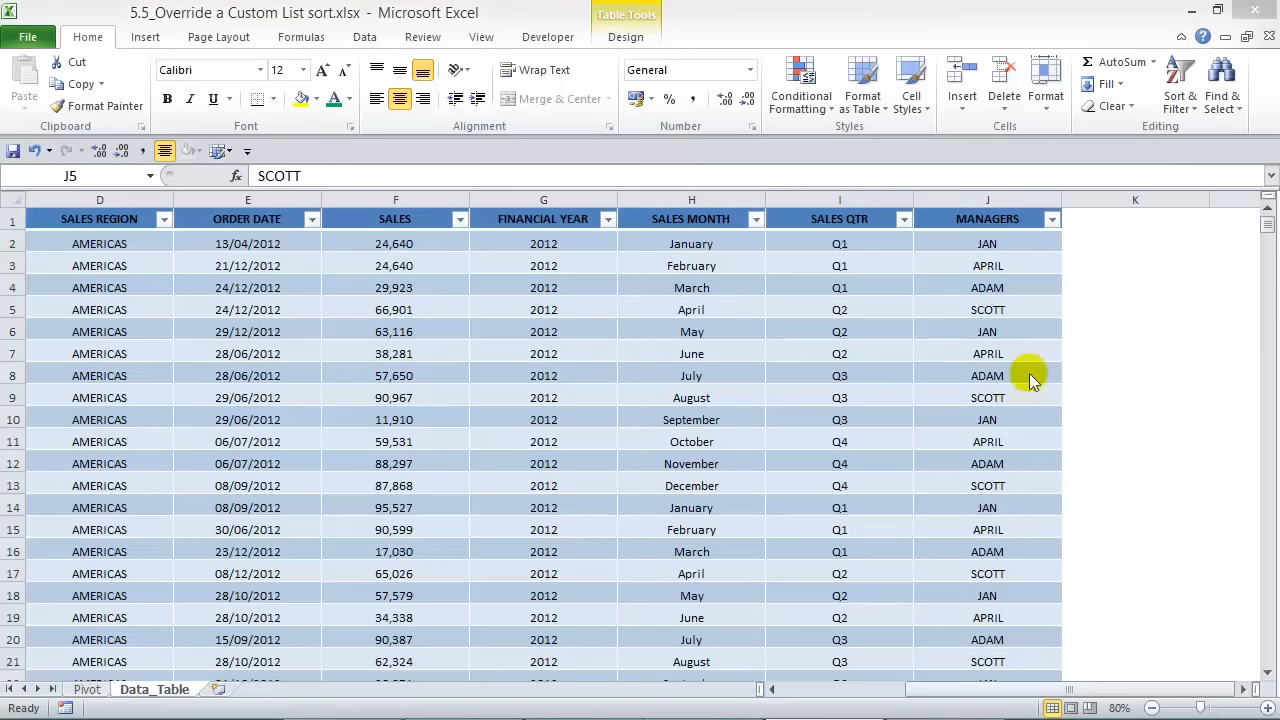 5.5_Override a Custom List sort.xlsx - Microsoft Excel
Table Tools
File Home Insert Page Layout Formulas Data Review View Developer Design
Paste
Cut
Copy
Format Painter
Clipboard
Calibri 12
B I U A
Font
Wrap Text
Merge & Center
Alignment
General
% ,
Number
Conditional Formatting
Format as Table
Cell Styles
Styles
Insert
Delete
Format
Cells
AutoSum
Fill
Clear
Sort & Filter
Find & Select
Editing
J5 fx SCOTT
D E F G H I J K
1 SALES REGION ORDER DATE SALES FINANCIAL YEAR SALES MONTH SALES QTR MANAGERS
2 AMERICAS 13/04/2012 24,640 2012 January Q1 JAN
3 AMERICAS 21/12/2012 24,640 2012 February Q1 APRIL
4 AMERICAS 24/12/2012 29,923 2012 March Q1 ADAM
5 AMERICAS 24/12/2012 66,901 2012 April Q2 SCOTT
6 AMERICAS 29/12/2012 63,116 2012 May Q2 JAN
7 AMERICAS 28/06/2012 38,281 2012 June Q2 APRIL
8 AMERICAS 28/06/2012 57,650 2012 July Q3 ADAM
9 AMERICAS 29/06/2012 90,967 2012 August Q3 SCOTT
10 AMERICAS 29/06/2012 11,910 2012 September Q3 JAN
11 AMERICAS 06/07/2012 59,531 2012 October Q4 APRIL
12 AMERICAS 06/07/2012 88,297 2012 November Q4 ADAM
13 AMERICAS 08/09/2012 87,868 2012 December Q4 SCOTT
14 AMERICAS 08/09/2012 95,527 2012 January Q1 JAN
15 AMERICAS 30/06/2012 90,599 2012 February Q1 APRIL
16 AMERICAS 23/12/2012 17,030 2012 March Q1 ADAM
17 AMERICAS 08/12/2012 65,026 2012 April Q2 SCOTT
18 AMERICAS 28/10/2012 57,579 2012 May Q2 JAN
19 AMERICAS 28/10/2012 34,338 2012 June Q2 APRIL
20 AMERICAS 15/09/2012 90,387 2012 July Q3 ADAM
21 AMERICAS 28/10/2012 62,324 2012 August Q3 SCOTT
Pivot Data_Table
Ready 80%